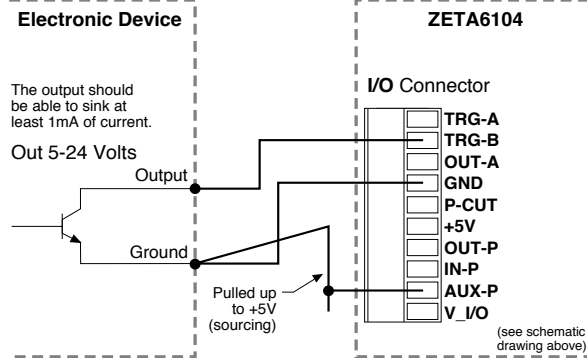 Electronic Device
ZETA6104
The output should
be able to sink at
least 1mA of current.
Out 5-24 Volts
Output
Ground
Pulled up
to +5V
(sourcing)
I/O Connector
TRG-A
TRG-B
OUT-A
GND
P-CUT
+5V
OUT-P
IN-P
AUX-P
V_I/O
(see schematic
drawing above)